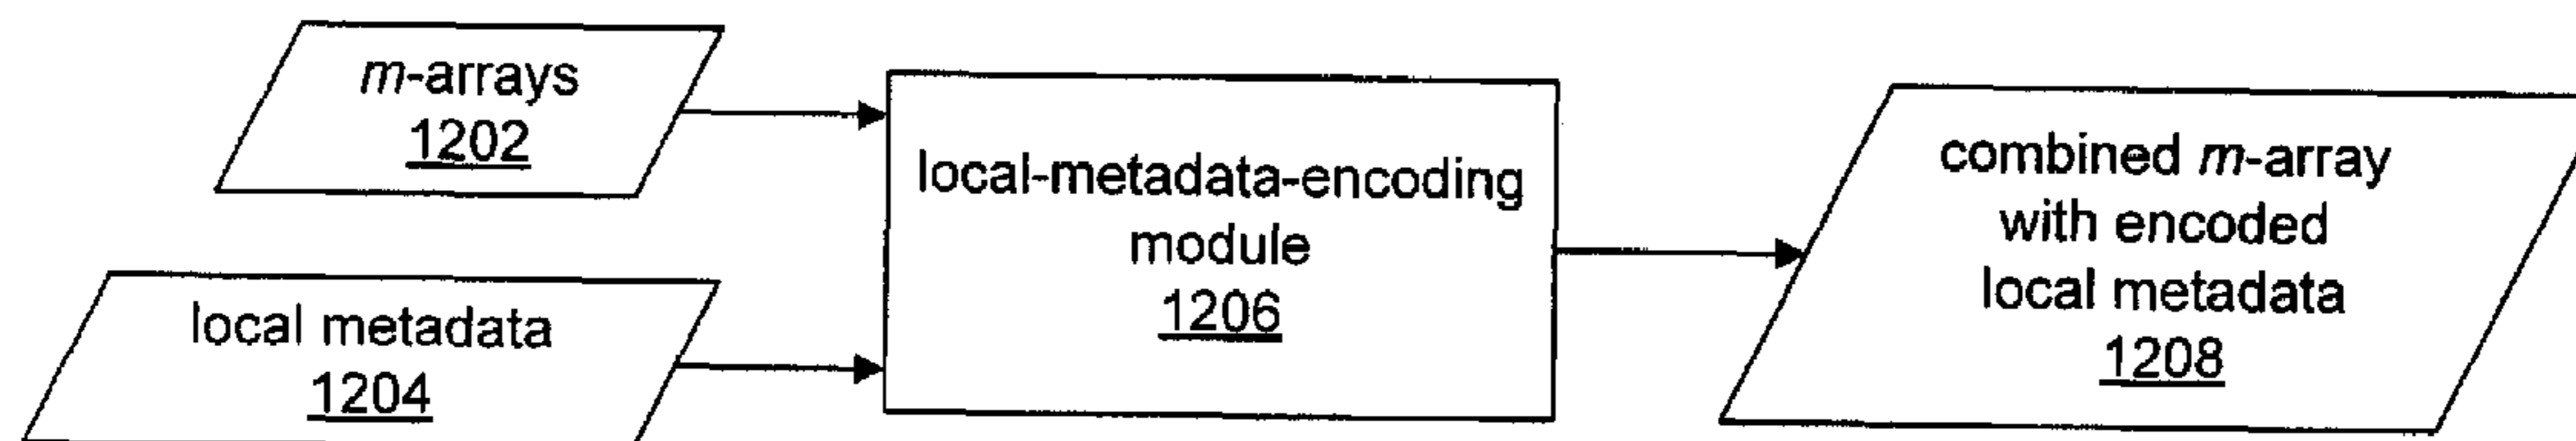 m-arrays
1202
local metadata
1204
local-metadata-encoding
module
1206
combined m-array
with encoded
local metadata
1208